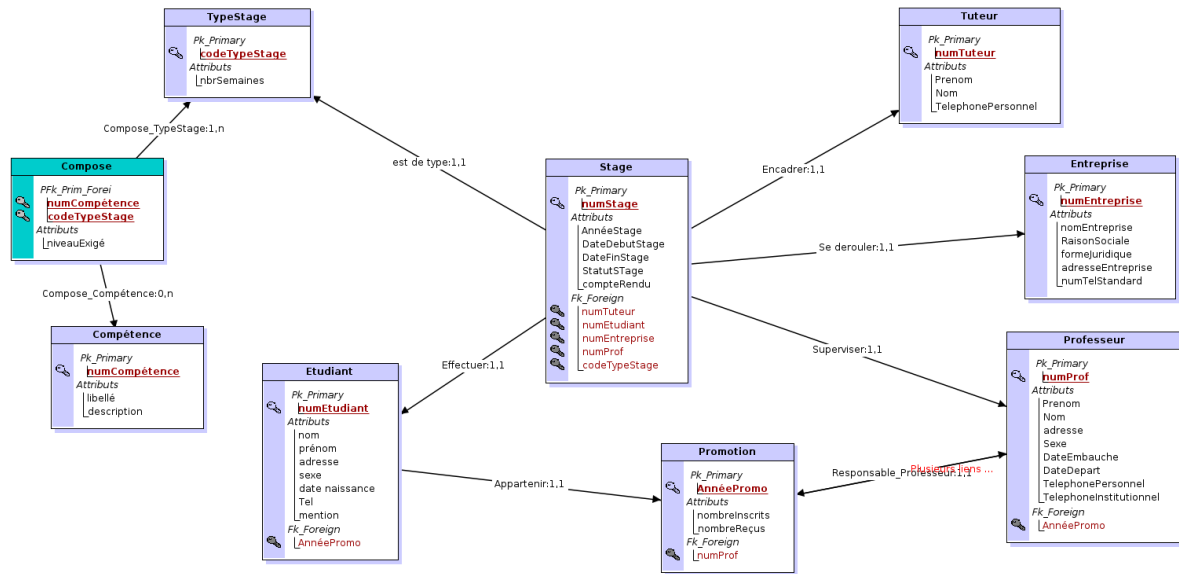 TypeStage
Pk_Primary
codeTypeStage
Attributs
nbrSemaines
Tuteur
Pk_Primary
numTuteur
Attributs
Prenom
Nom
TelephonePersonnel
Compose_TypeStage:1,n
est de type:1,1
Encadrer:1,1
Compose
PFk_Prim_Forei
numCompétence
codeTypeStage
Attributs
niveauExigé
Stage
Pk_Primary
numStage
Attributs
AnnéeStage
DateDebutStage
DateFinStage
StatutSTage
compteRendu
Fk_Foreign
numTuteur
numEtudiant
numEntreprise
numProf
codeTypeStage
Entreprise
Pk_Primary
numEntreprise
Attributs
nomEntreprise
RaisonSociale
formeJuridique
adresseEntreprise
numTelStandard
Se derouler:1,1
Compose_Compétence:0,n
Compétence
Pk_Primary
numCompétence
Attributs
libellé
description
Effectuer:1,1
Superviser:1,1
Etudiant
Pk_Primary
numEtudiant
Attributs
nom
prénom
adresse
sexe
date naissance
Tel
mention
Fk_Foreign
AnnéePromo
Appartenir:1,1
Promotion
Pk_Primary
AnnéePromo
Attributs
nombreInscrits
nombreReçus
Fk_Foreign
numProf
Responsable_Professeur:1,1
Plusieurs liens ...
Professeur
Pk_Primary
numProf
Attributs
Prenom
Nom
adresse
Sexe
DateEmbauche
DateDepart
TelephonePersonnel
TelephoneInstitutionnel
Fk_Foreign
AnnéePromo